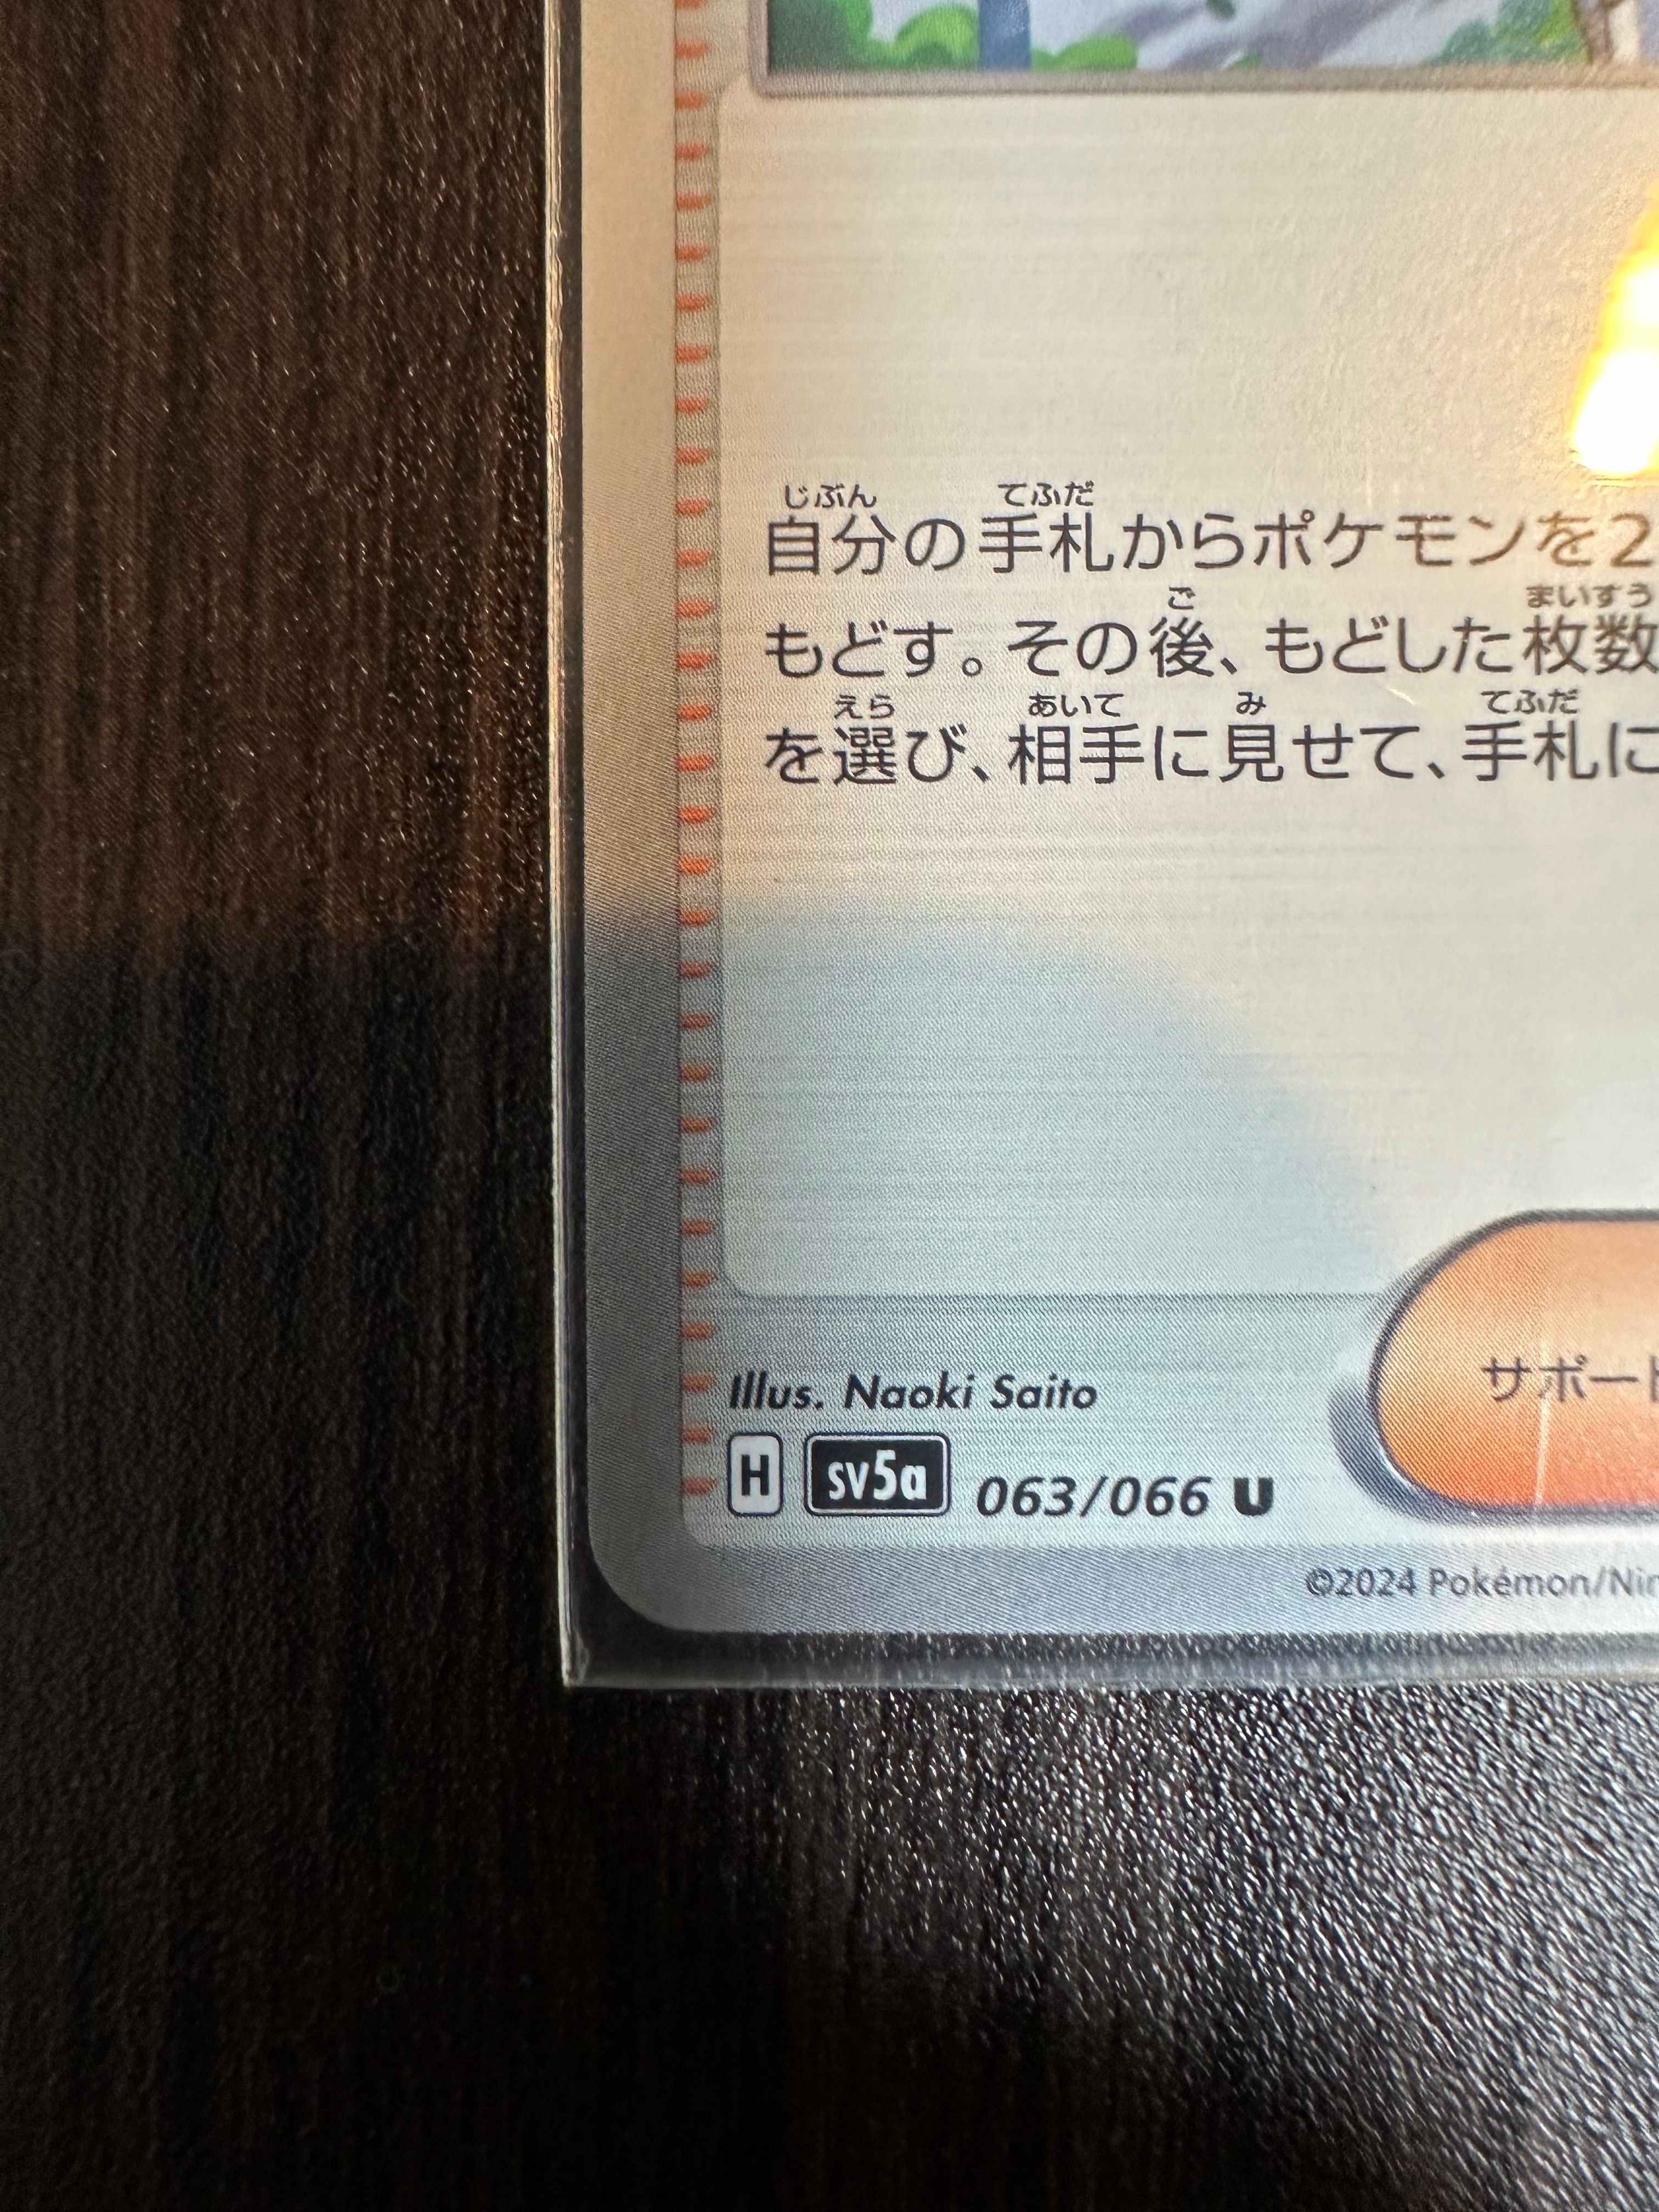 じぶん てふだ
自分の手札からポケモンを2
ご まいすう
もどす。その後、もどした枚数
えら あいて み てふだ
を選び、相手に見せて、手札に
サポート
Illus. Naoki Saito
H sv5a 063/066 U
©2024 Pokémon/Nin